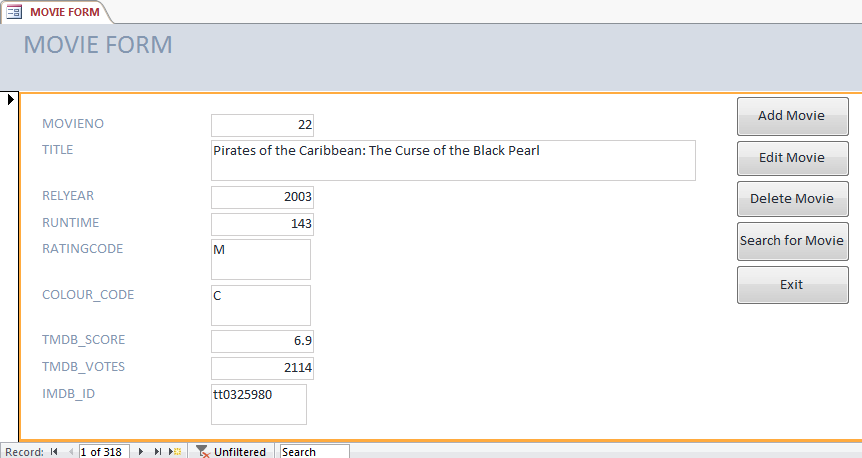 MOVIE FORM
MOVIE FORM
MOVIENO 22
TITLE Pirates of the Caribbean: The Curse of the Black Pearl
RELYEAR 2003
RUNTIME 143
RATINGCODE M
COLOUR_CODE C
TMDB_SCORE 6.9
TMDB_VOTES 2114
IMDB_ID tt0325980
Add Movie
Edit Movie
Delete Movie
Search for Movie
Exit
Record: 1 of 318 Unfiltered Search